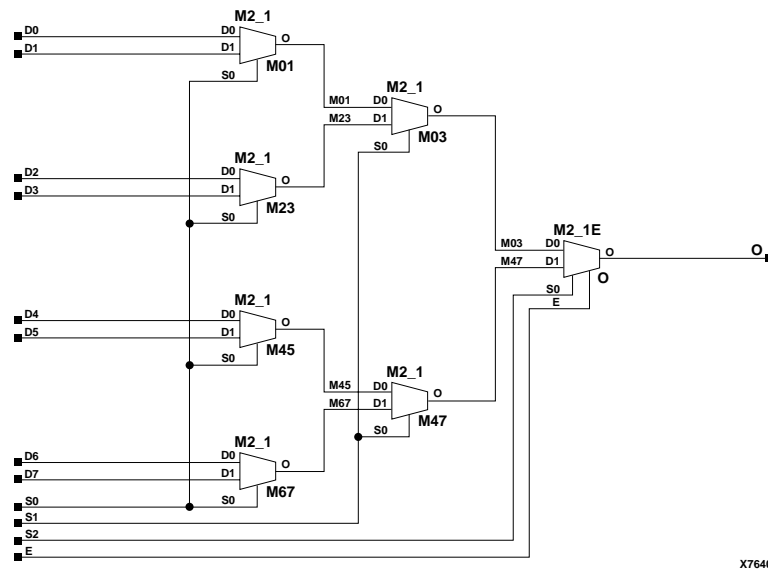 M2_1
D0 D0 O
D1 D1
M01
S0
M2_1
M01 D0 O
M23 D1
M03
S0
M2_1
D2 D0 O
D3 D1
M23
S0
M2_1E
M03 D0 O O
M47 D1
O
S0
E
M2_1
D4 D0 O
D5 D1
M45
S0
M2_1
M45 D0 O
M67 D1
M47
S0
M2_1
D6 D0 O
D7 D1
M67
S0 S0
S1
S2
E